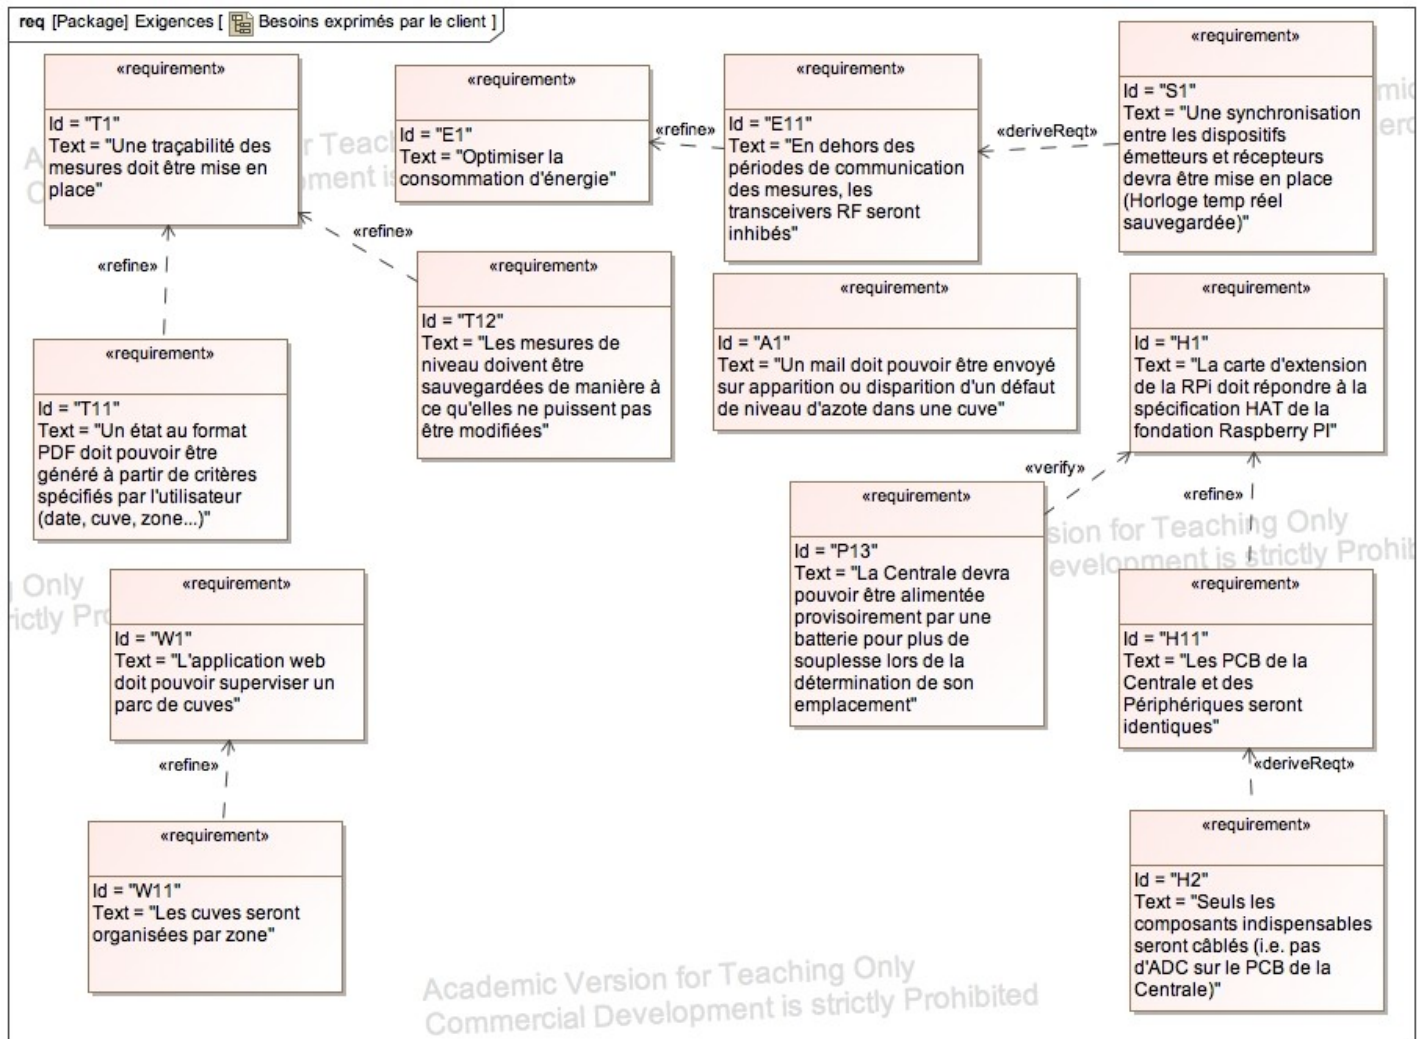 req [Package] Exigences [ Besoins exprimés par le client ]
«requirement»
Id = "T1"
Text = "Une traçabilité des
mesures doit être mise en
place"
«requirement»
Id = "E1"
Text = "Optimiser la
consommation d'énergie"
«refine»
«requirement»
Id = "E11"
Text = "En dehors des
périodes de communication
des mesures, les
transceivers RF seront
inhibés"
«deriveReqt»
«requirement»
Id = "S1"
Text = "Une synchronisation
entre les dispositifs
émetteurs et récepteurs
devra être mise en place
(Horloge temp réel
sauvegardée)"
«refine»
«refine»
«requirement»
Id = "T12"
Text = "Les mesures de
niveau doivent être
sauvegardées de manière à
ce qu'elles ne puissent pas
être modifiées"
«requirement»
Id = "A1"
Text = "Un mail doit pouvoir être envoyé
sur apparition ou disparition d'un défaut
de niveau d'azote dans une cuve"
«requirement»
Id = "H1"
Text = "La carte d'extension
de la RPi doit répondre à la
spécification HAT de la
fondation Raspberry PI"
«requirement»
Id = "T11"
Text = "Un état au format
PDF doit pouvoir être
généré à partir de critères
spécifiés par l'utilisateur
(date, cuve, zone...)"
«verify»
«refine»
«requirement»
Id = "P13"
Text = "La Centrale devra
pouvoir être alimentée
provisoirement par une
batterie pour plus de
souplesse lors de la
détermination de son
emplacement"
«requirement»
Id = "W1"
Text = "L'application web
doit pouvoir superviser un
parc de cuves"
«requirement»
Id = "H11"
Text = "Les PCB de la
Centrale et des
Périphériques seront
identiques"
«refine»
«deriveReqt»
«requirement»
Id = "W11"
Text = "Les cuves seront
organisées par zone"
«requirement»
Id = "H2"
Text = "Seuls les
composants indispensables
seront câblés (i.e. pas
d'ADC sur le PCB de la
Centrale)"
sion for Teaching Only
evelopment is strictly Prohib
Only
Academic Version for Teaching Only
Commercial Development is strictly Prohibited